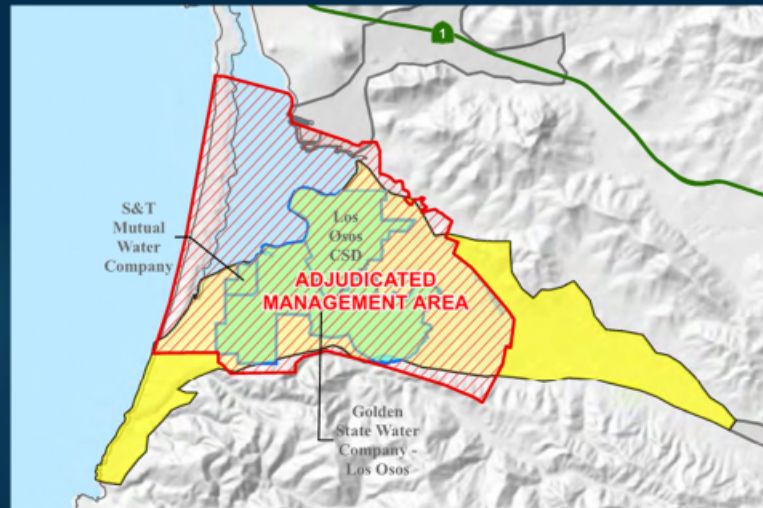 1
S&T
Mutual
Water
Company
Los
Osos
CSD
ADJUDICATED
MANAGEMENT AREA
Golden
State Water
Company -
Los Osos